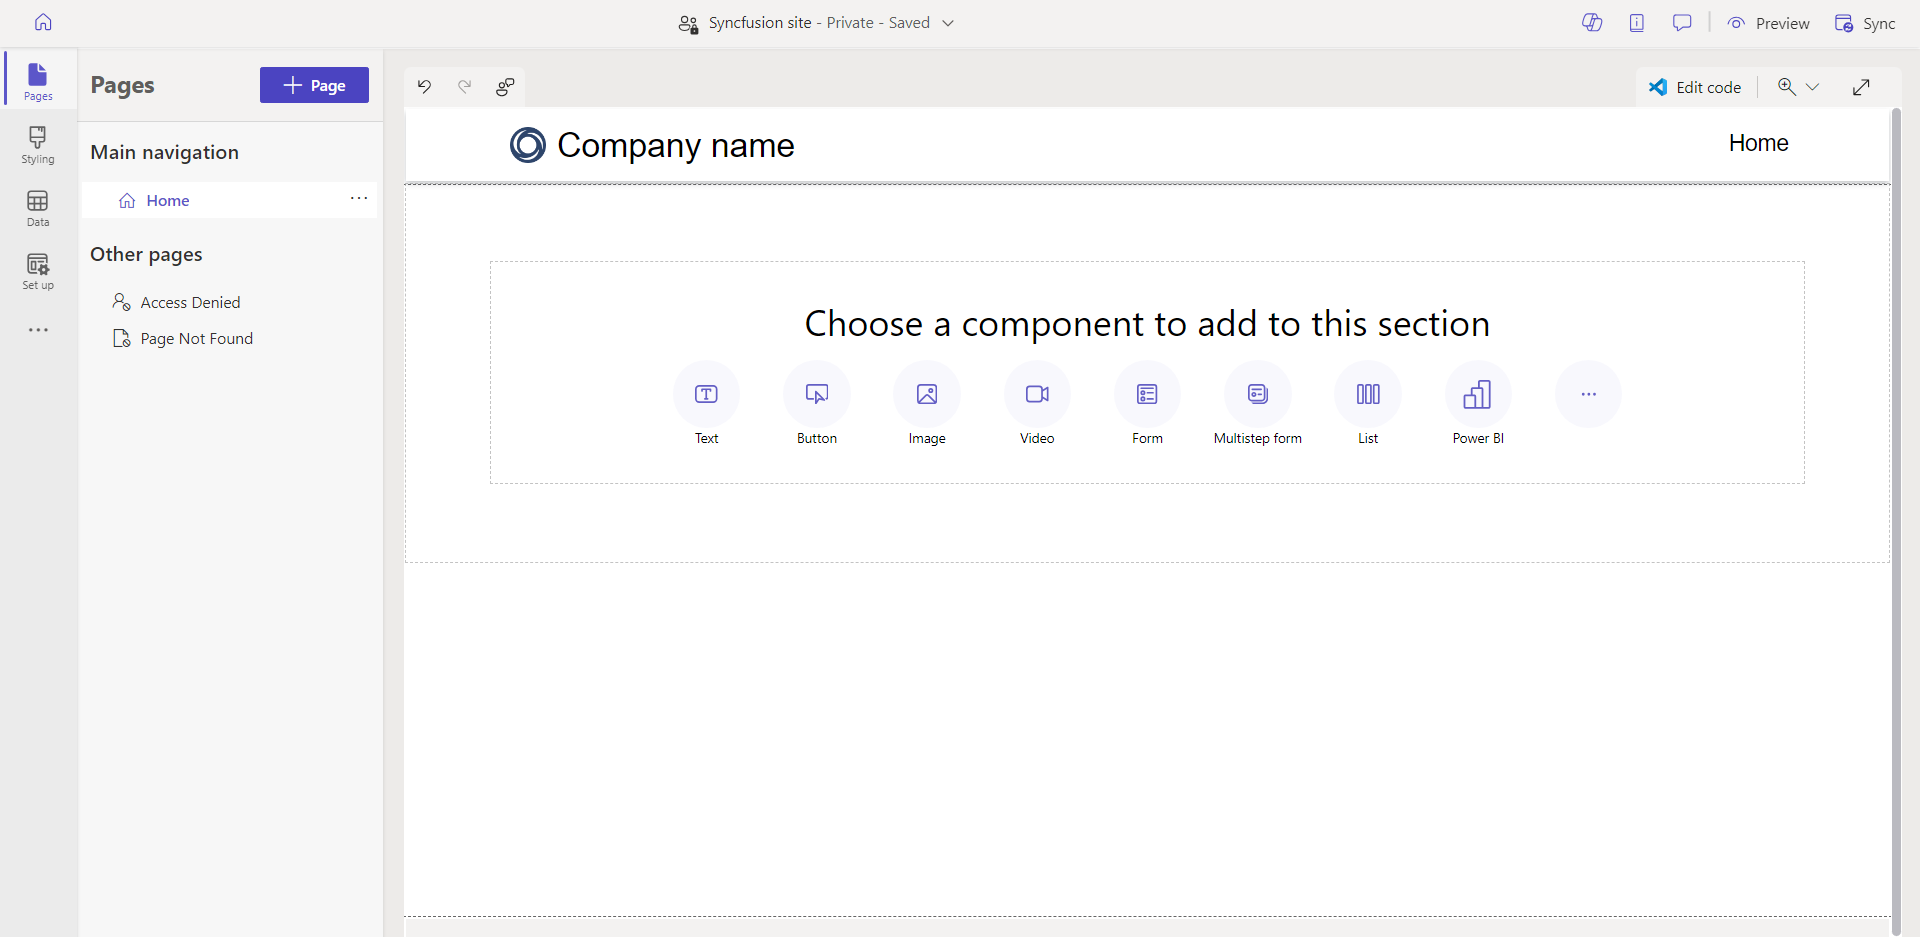 Syncfusion site - Private - Saved
Preview
Sync
Pages
Styling
Data
Set up
Pages
Page
Main navigation
Home
Other pages
Access Denied
Page Not Found
Edit code
Company name
Home
Choose a component to add to this section
Text
Button
Image
Video
Form
Multistep form
List
Power BI